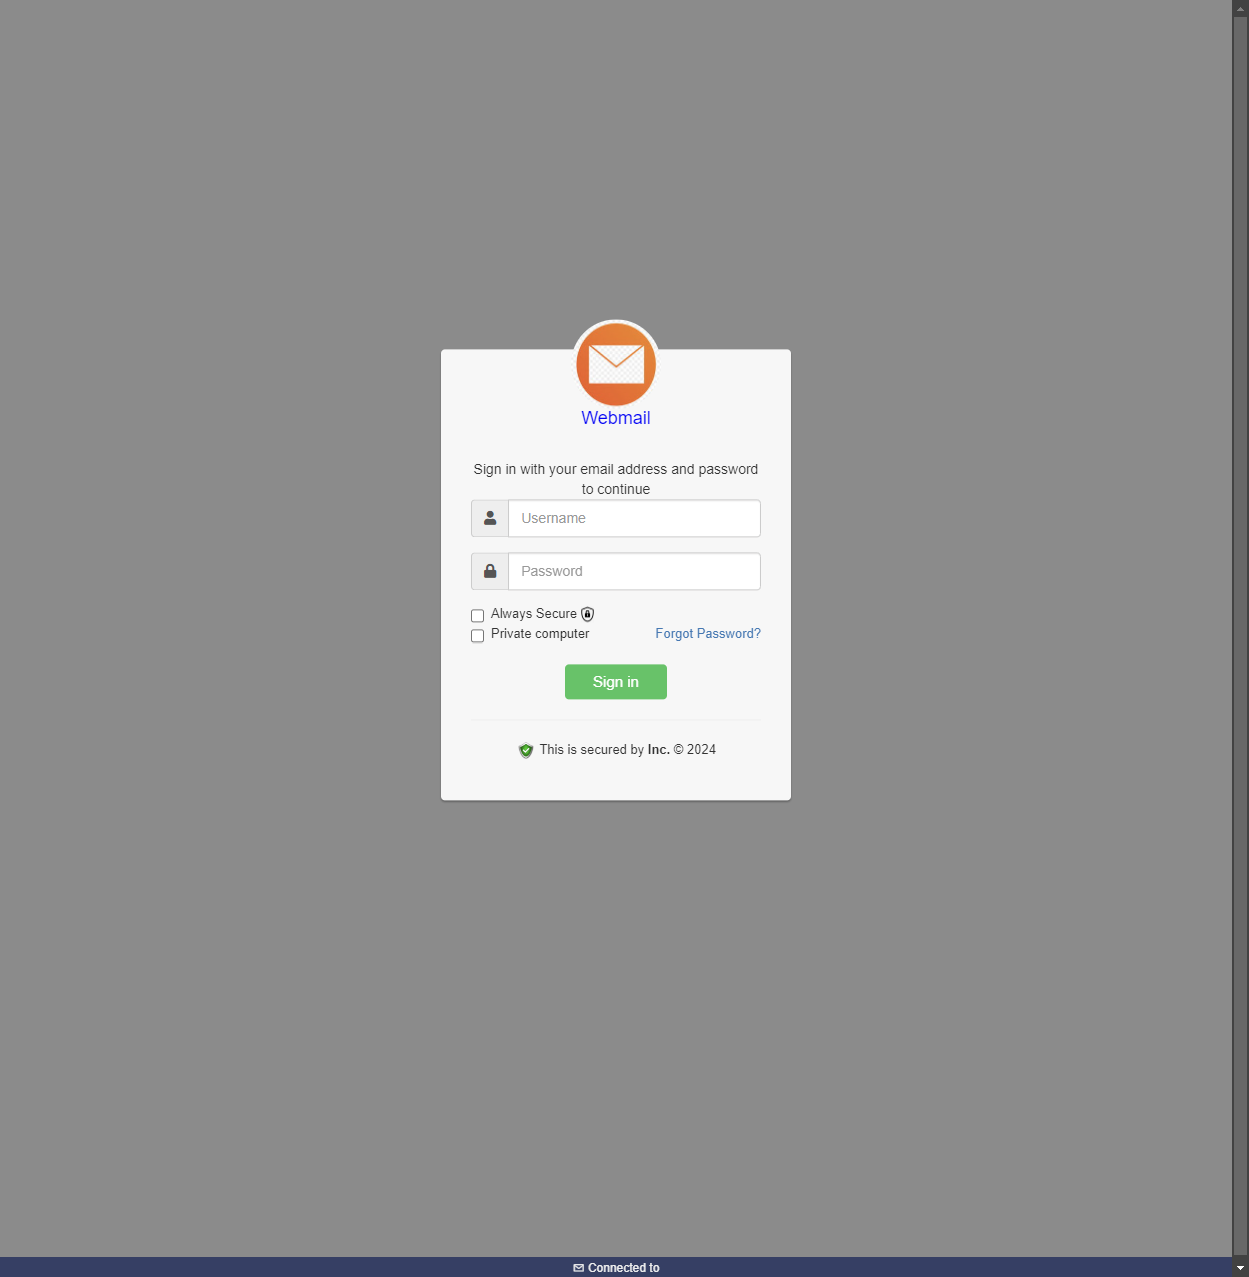 Webmail
Sign in with your email address and password
to continue
Username
Password
Always Secure
Private computer
Forgot Password?
Sign in
This is secured by Inc. © 2024
Connected to